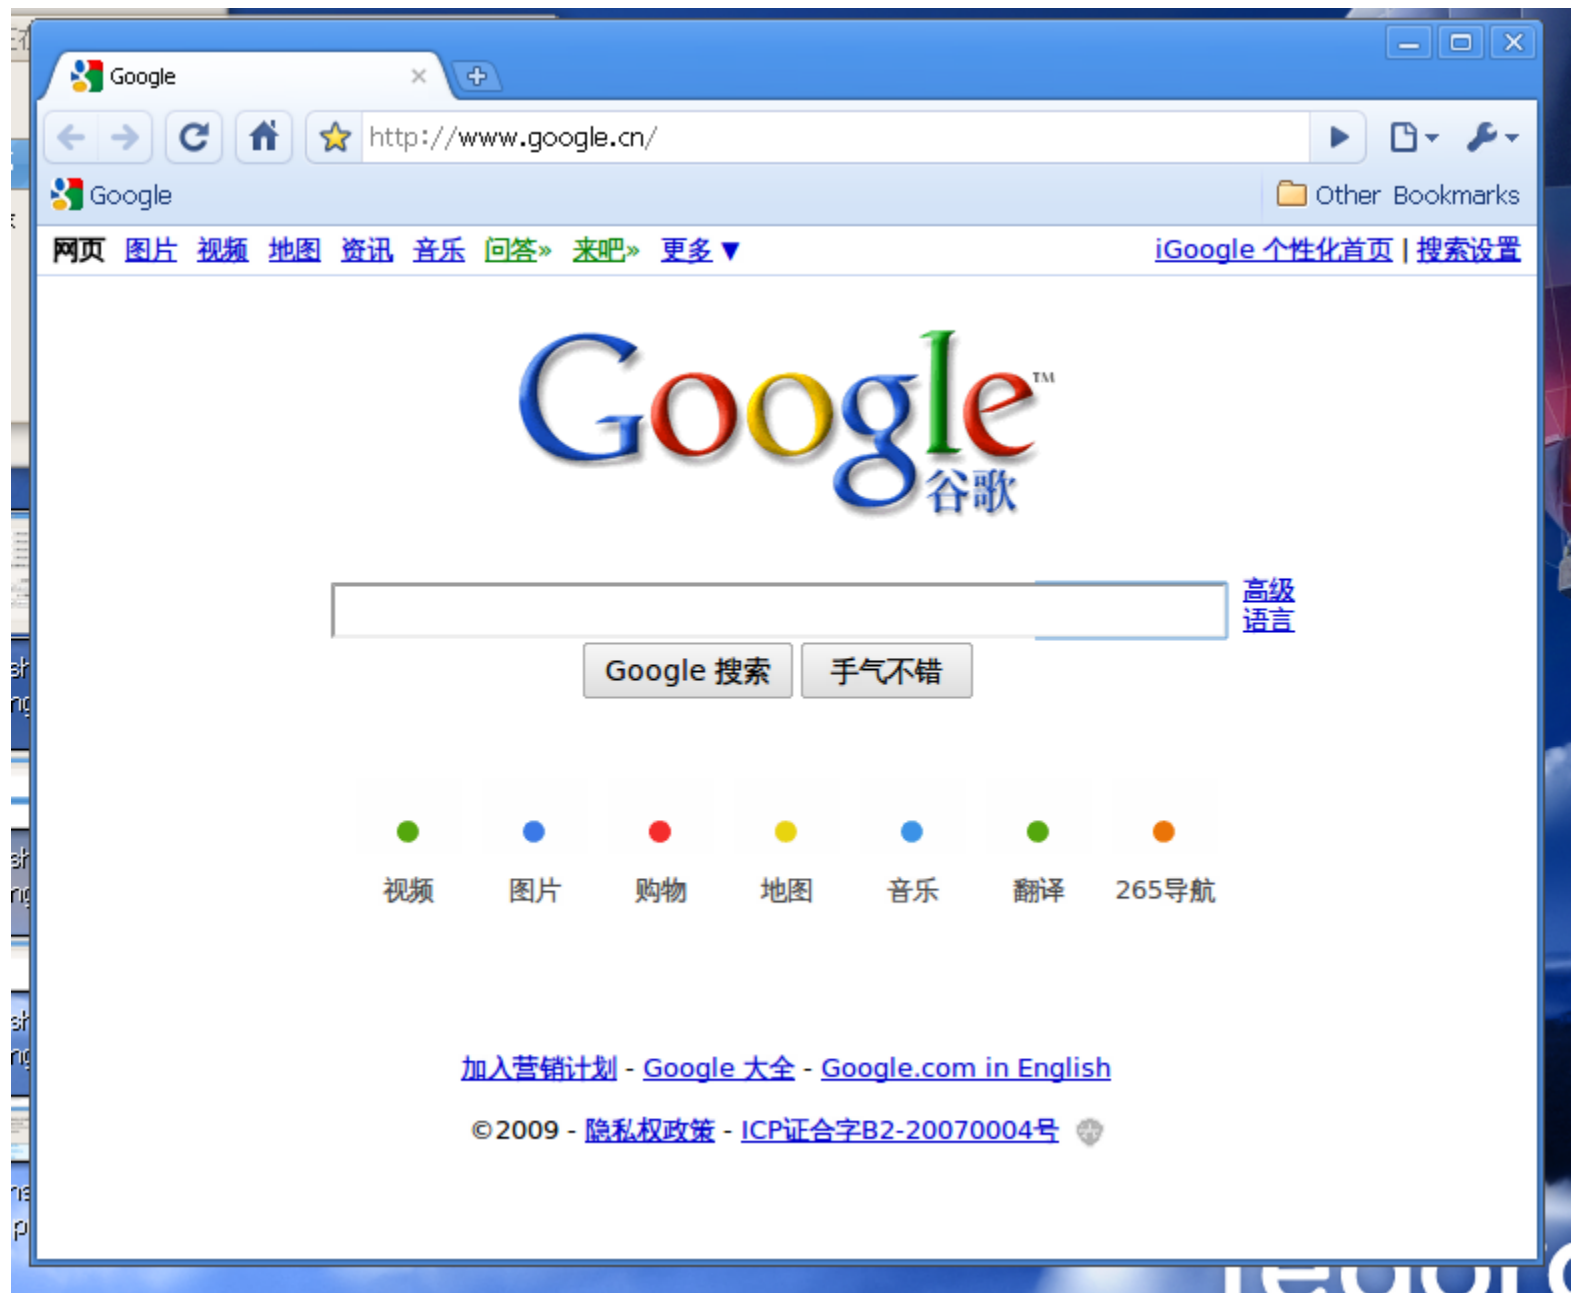 Google
http://www.google.cn/
Google Other Bookmarks
网页 图片 视频 地图 资讯 音乐 问答» 来吧» 更多▼ iGoogle 个性化首页 | 搜索设置
Google™
谷歌
高级
语言
Google 搜索 手气不错
视频 图片 购物 地图 音乐 翻译 265导航
加入营销计划 - Google 大全 - Google.com in English
©2009 - 隐私权政策 - ICP证合字B2-20070004号